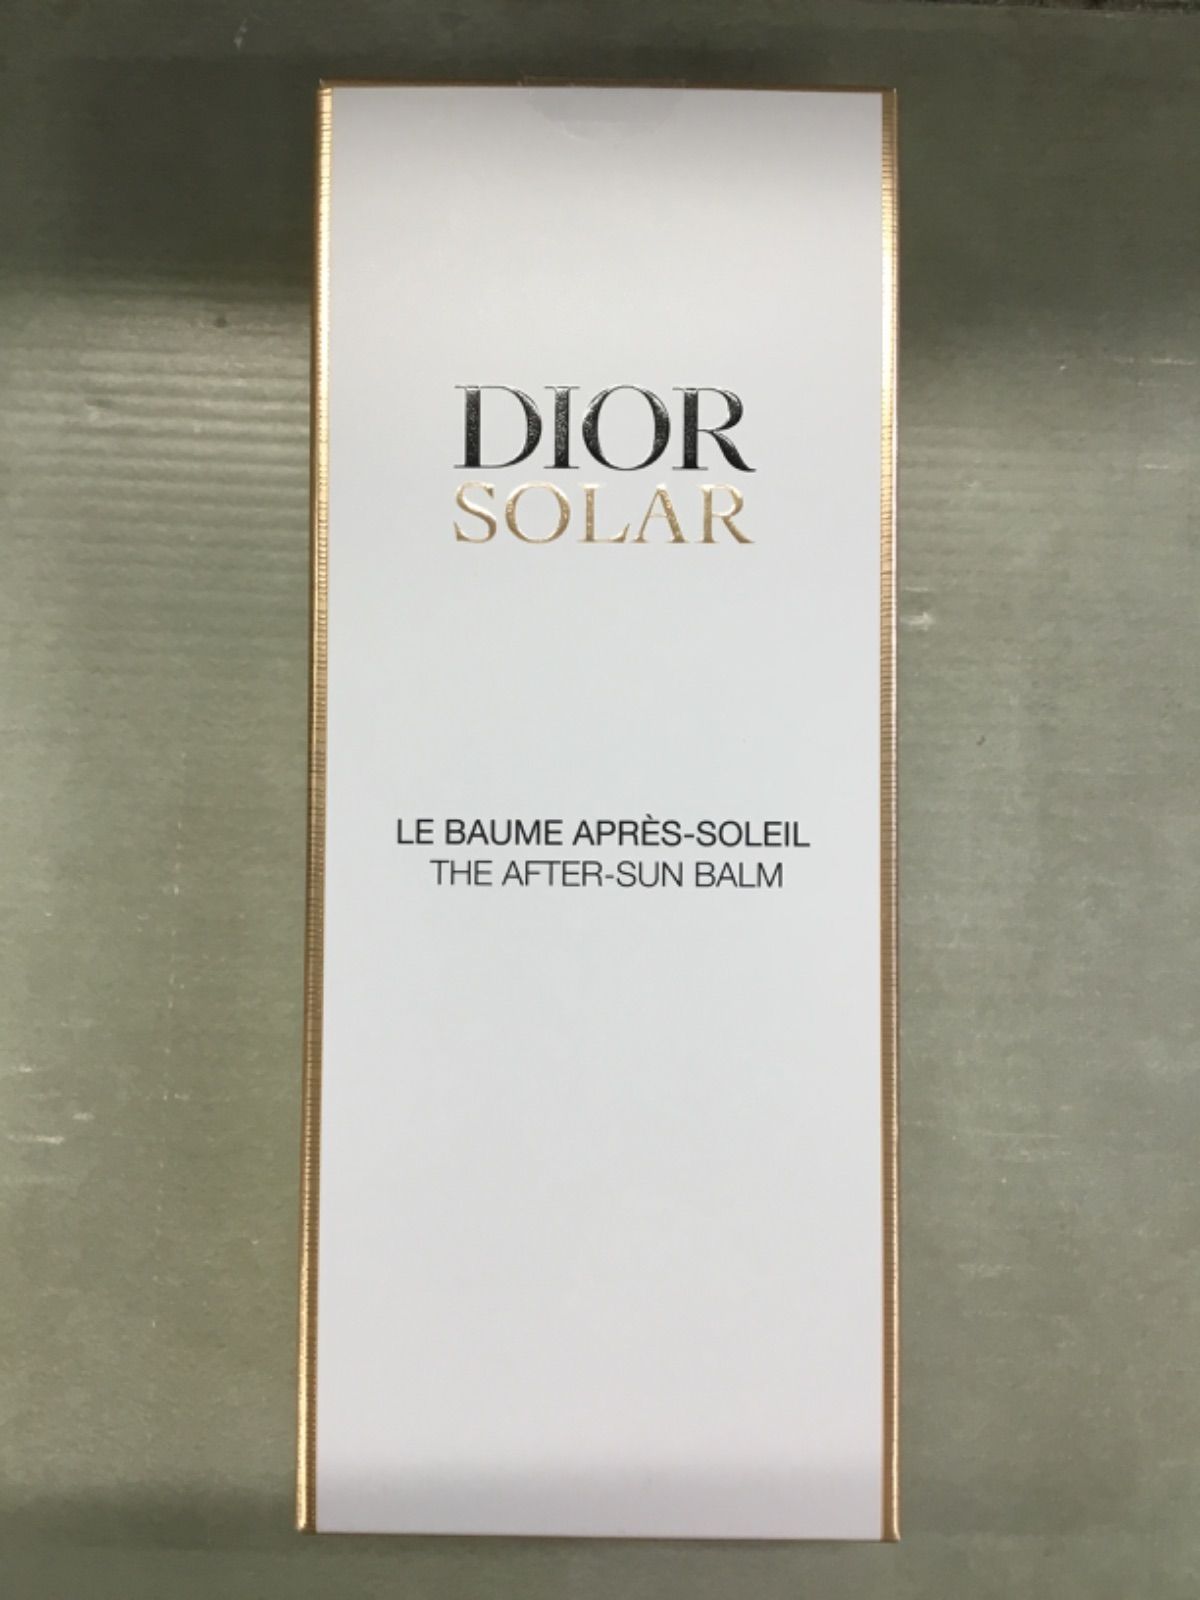 DIOR
SOLAR
LE BAUME APRÈS-SOLEIL
THE AFTER-SUN BALM